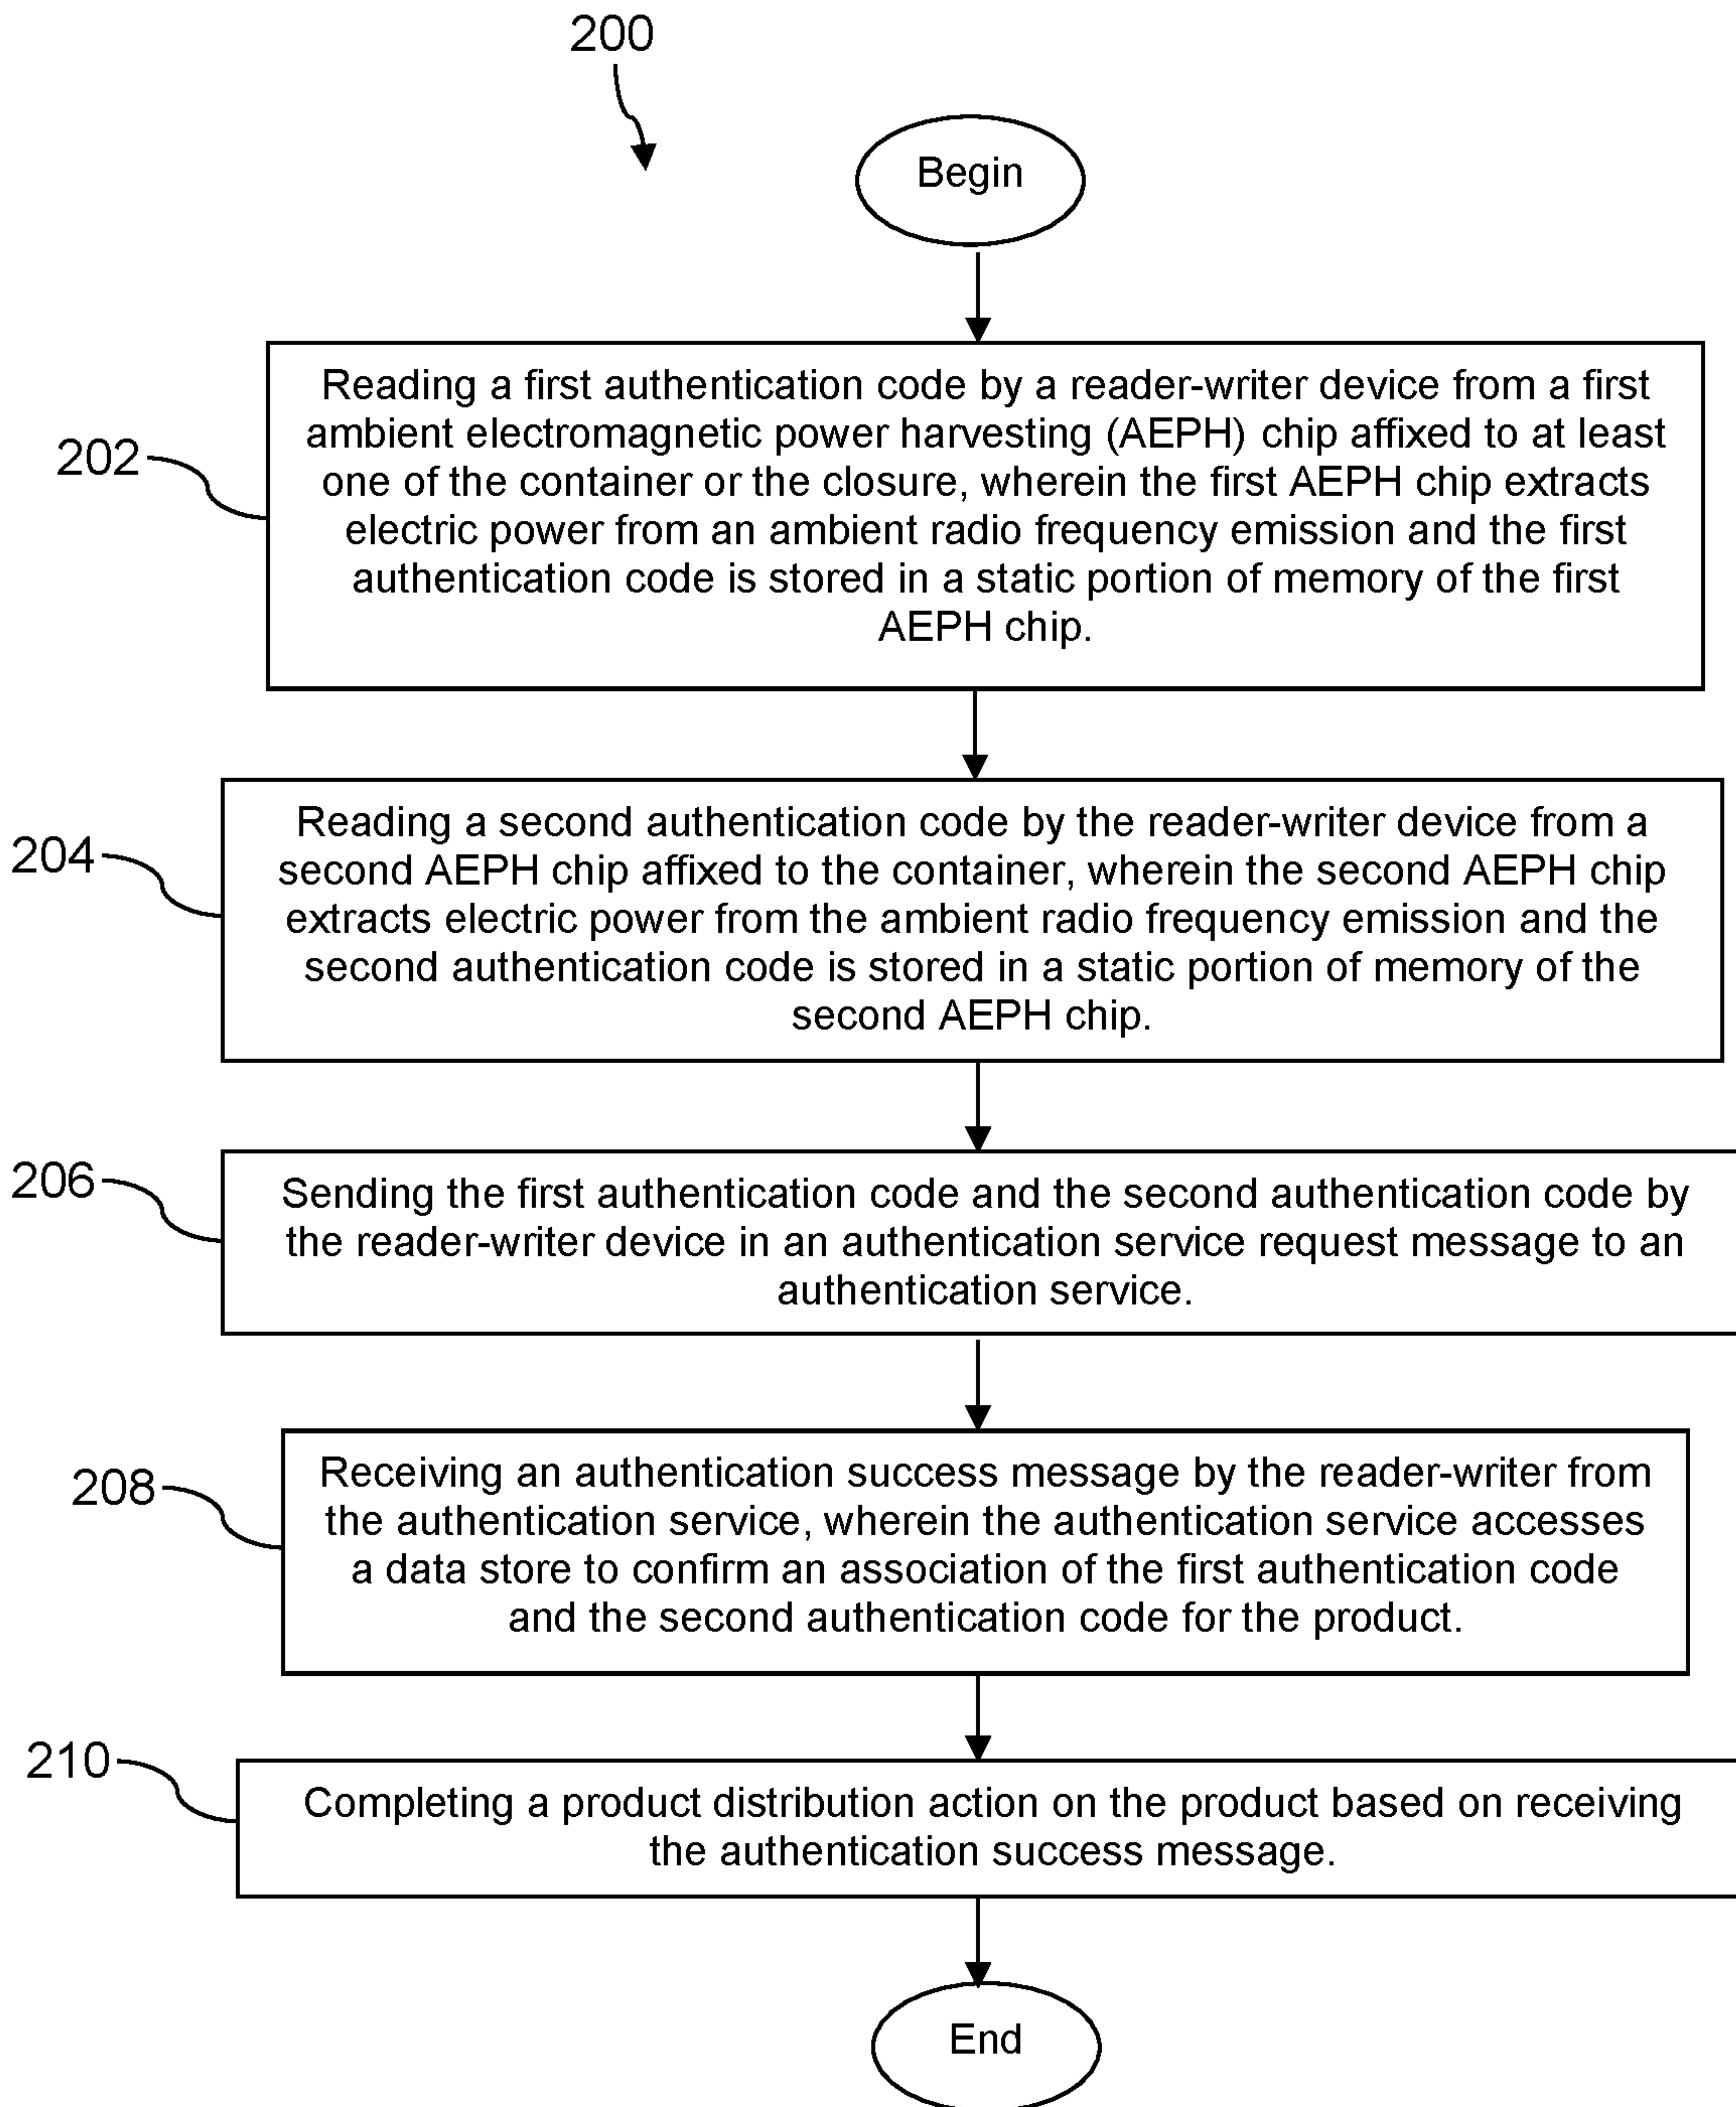 200
Begin
202
Reading a first authentication code by a reader-writer device from a first
ambient electromagnetic power harvesting (AEPH) chip affixed to at least
one of the container or the closure, wherein the first AEPH chip extracts
electric power from an ambient radio frequency emission and the first
authentication code is stored in a static portion of memory of the first
AEPH chip.
204
Reading a second authentication code by the reader-writer device from a
second AEPH chip affixed to the container, wherein the second AEPH chip
extracts electric power from the ambient radio frequency emission and the
second authentication code is stored in a static portion of memory of the
second AEPH chip.
206
Sending the first authentication code and the second authentication code by
the reader-writer device in an authentication service request message to an
authentication service.
208
Receiving an authentication success message by the reader-writer from
the authentication service, wherein the authentication service accesses
a data store to confirm an association of the first authentication code
and the second authentication code for the product.
210
Completing a product distribution action on the product based on receiving
the authentication success message.
End